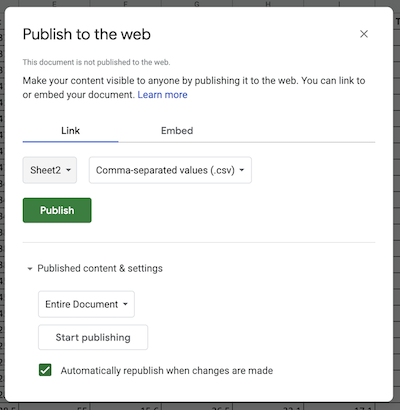 Publish to the web
This document is not published to the web.
Make your content visible to anyone by publishing it to the web. You can link to
or embed your document. Learn more
Link Embed
Sheet2 Comma-separated values (.csv)
Publish
Published content & settings
Entire Document
Start publishing
Automatically republish when changes are made